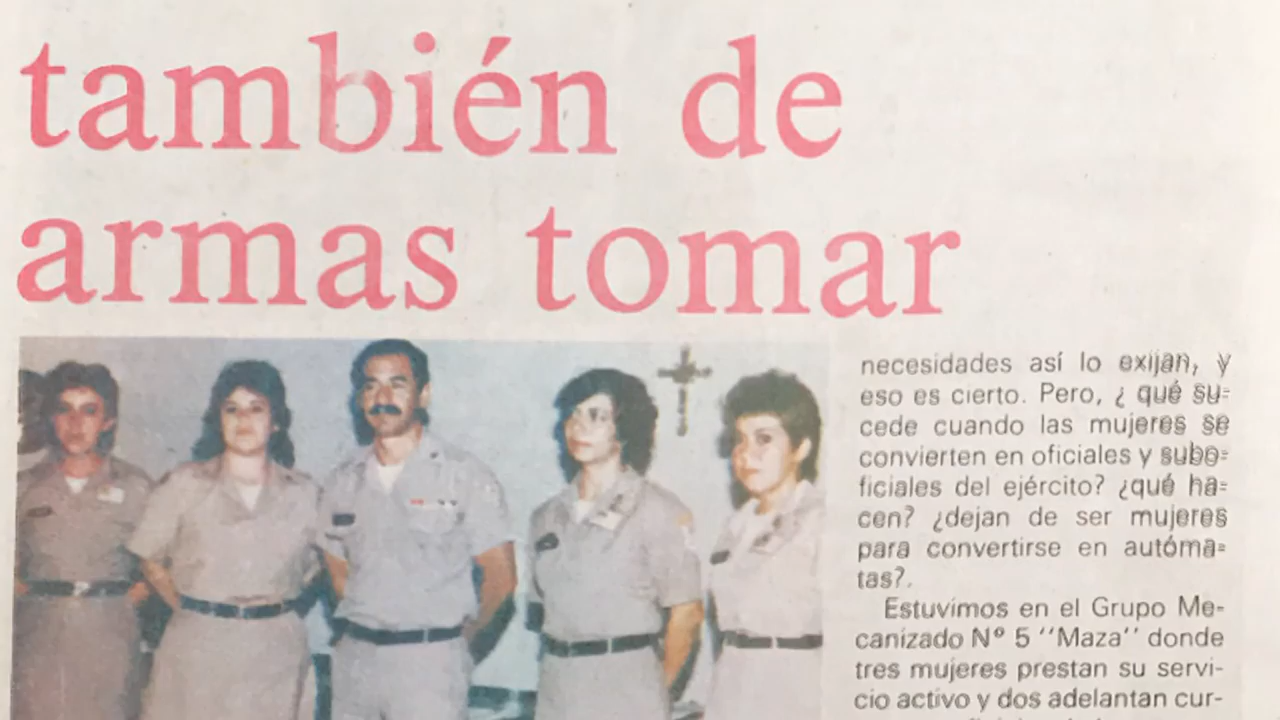 también de
armas tomar
necesidades así lo exijan, y
eso es cierto. Pero, ¿ qué su-
cede cuando las mujeres se
convierten en oficiales y subo-
ficiales del ejército? ¿qué ha-
cen? ¿dejan de ser mujeres
para convertirse en autóma-
tas?.
Estuvimos en el Grupo Me-
canizado Nº 5 ''Maza'' donde
tres mujeres prestan su servi-
cio activo y dos adelantan cur-